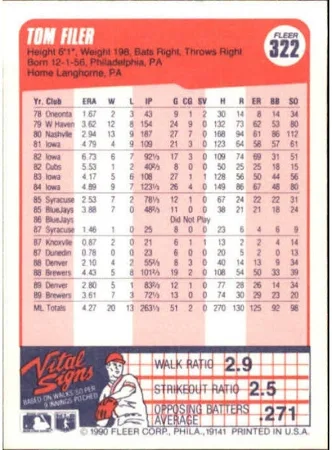 TOM FILER
FLEER
322
Height 6'1", Weight 198, Bats Right, Throws Right
Born 12-1-56, Philadelphia, PA
Home Langhorne, PA
Yr. Club ERA W L IP G CG SV H R ER BB SO
78 Oneonta 1.67 2 3 43 9 1 2 30 14 8 14 34
79 W Haven 3.62 12 8 154 24 9 0 132 73 62 53 80
80 Nashville 2.94 13 9 187 27 7 0 168 94 61 86 112
81 Iowa 4.79 4 9 109 21 3 0 123 64 58 57 61
82 Iowa 6.73 6 7 92⅓ 17 3 0 109 74 69 31 51
82 Cubs 5.53 1 2 40⅔ 8 0 0 50 25 25 18 15
83 Iowa 4.17 5 6 108 27 1 1 128 56 50 44 56
84 Iowa 4.89 9 7 123⅓ 26 4 0 149 86 67 48 80
85 Syracuse 2.53 7 2 78⅓ 12 1 0 67 24 22 22 31
85 BlueJays 3.88 7 0 48⅔ 11 0 0 38 21 21 18 24
86 BlueJays Did Not Play
87 Syracuse 1.46 1 0 25 8 0 0 23 6 4 6 9
87 Knoxville 0.87 2 0 21 6 1 1 13 2 2 4 14
87 Dunedin 0.78 0 0 23 6 0 0 20 5 2 0 13
88 Denver 2.10 4 2 55⅔ 8 3 0 40 14 13 9 34
88 Brewers 4.43 5 8 101⅔ 19 2 0 108 54 50 33 39
89 Denver 2.80 5 1 83⅔ 12 1 0 77 28 26 14 34
89 Brewers 3.61 7 3 72⅓ 13 0 0 74 30 29 23 20
ML Totals 4.27 20 13 263⅓ 51 2 0 270 130 125 92 98
Vital
Signs
BASED ON WALKS/SO PER
9 INNINGS PITCHED
WALK RATIO 2.9
STRIKEOUT RATIO 2.5
OPPOSING BATTERS
AVERAGE .271
© 1990 FLEER CORP., PHILA., 19141 PRINTED IN U.S.A.